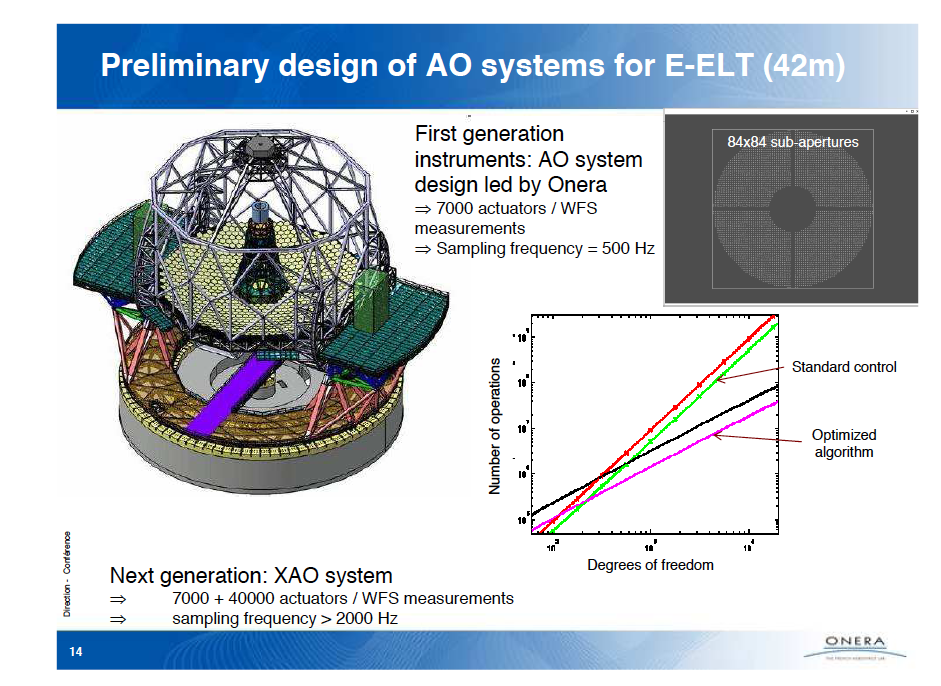 Preliminary design of AO systems for E-ELT (42m)
First generation
instruments: AO system
design led by Onera
⇒ 7000 actuators / WFS
measurements
⇒ Sampling frequency = 500 Hz
84x84 sub-apertures
Number of operations
Standard control
Optimized
algorithm
Degrees of freedom
Direction - Conférence
Next generation: XAO system
⇒ 7000 + 40000 actuators / WFS measurements
⇒ sampling frequency > 2000 Hz
14
ONERA